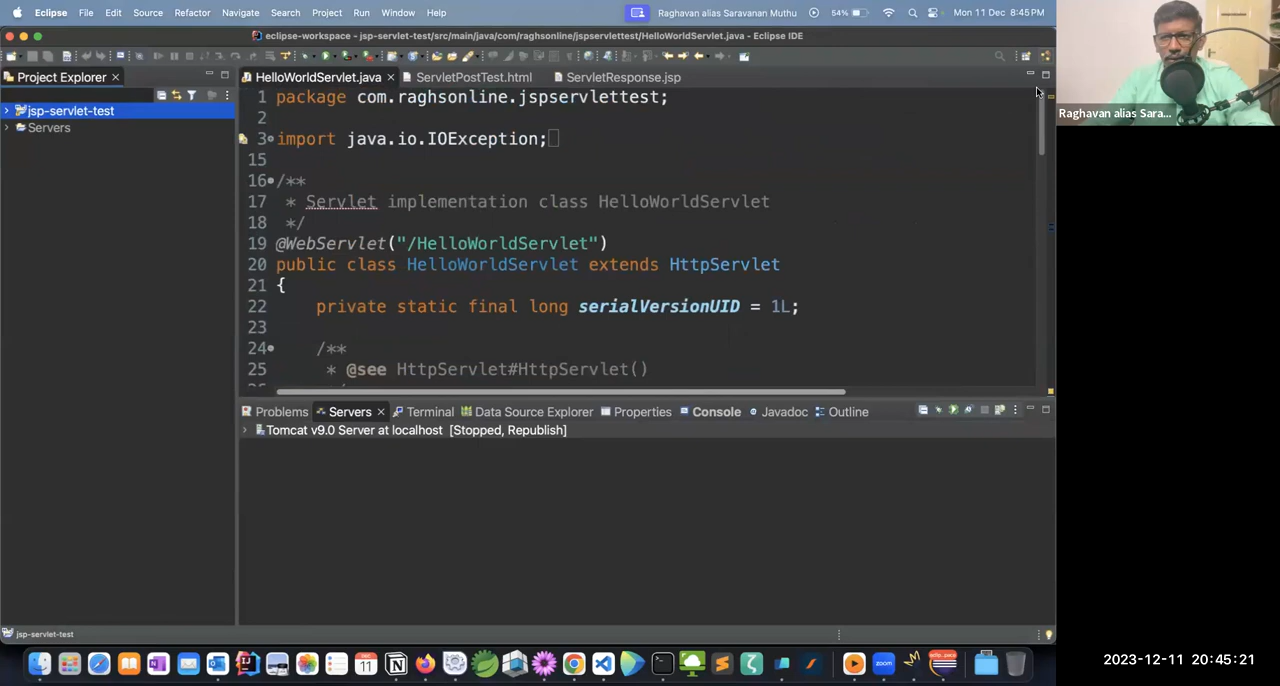 Eclipse File Edit Source Refactor Navigate Search Project Run Window Help Raghavan alias Saravanan Muthu 54% Mon 11 Dec 8:45 PM
eclipse-workspace - jsp-servlet-test/src/main/java/com/raghsonline/jspservlettest/HelloWorldServlet.java - Eclipse IDE
Project Explorer
HelloWorldServlet.java ServletPostTest.html ServletResponse.jsp
jsp-servlet-test
Servers
1 package com.raghsonline.jspservlettest;
2
3 import java.io.IOException;
15
16 /**
17 * Servlet implementation class HelloWorldServlet
18 */
19 @WebServlet("/HelloWorldServlet")
20 public class HelloWorldServlet extends HttpServlet
21 {
22 private static final long serialVersionUID = 1L;
23
24 /**
25 * @see HttpServlet#HttpServlet()
Problems Servers Terminal Data Source Explorer Properties Console Javadoc Outline
Tomcat v9.0 Server at localhost [Stopped, Republish]
jsp-servlet-test
Raghavan alias Sara...
zoom
2023-12-11 20:45:21